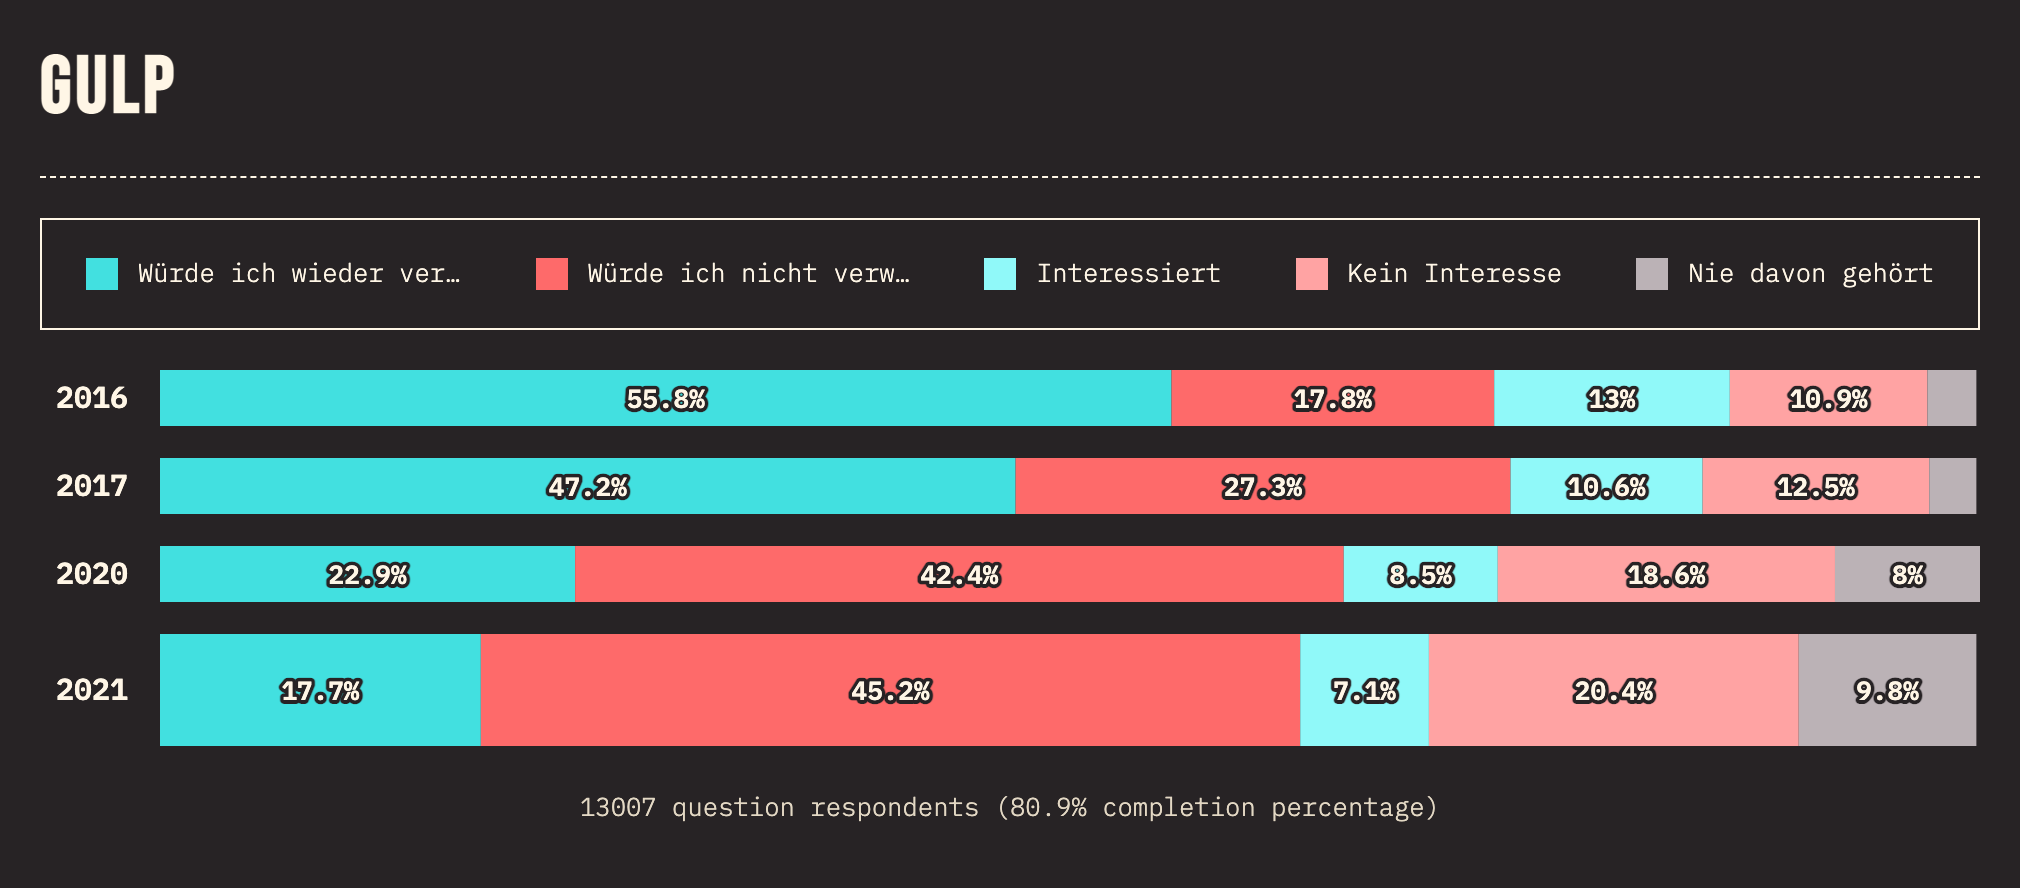 GULP
Würde ich wieder ver… Würde ich nicht verw… Interessiert Kein Interesse Nie davon gehört
2016 55.8% 17.8% 13% 10.9%
2017 47.2% 27.3% 10.6% 12.5%
2020 22.9% 42.4% 8.5% 18.6% 8%
2021 17.7% 45.2% 7.1% 20.4% 9.8%
13007 question respondents (80.9% completion percentage)